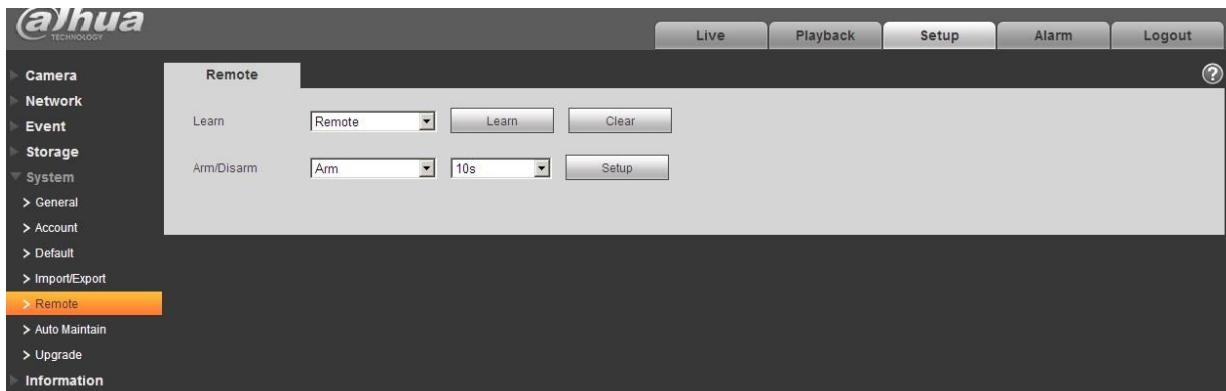 alhua
TECHNOLOGY
Live
Playback
Setup
Alarm
Logout
Camera
Network
Event
Storage
System
> General
> Account
> Default
> Import/Export
> Remote
> Auto Maintain
> Upgrade
Information
Remote
?
Learn
Remote
Learn
Clear
Arm/Disarm
Arm
10s
Setup